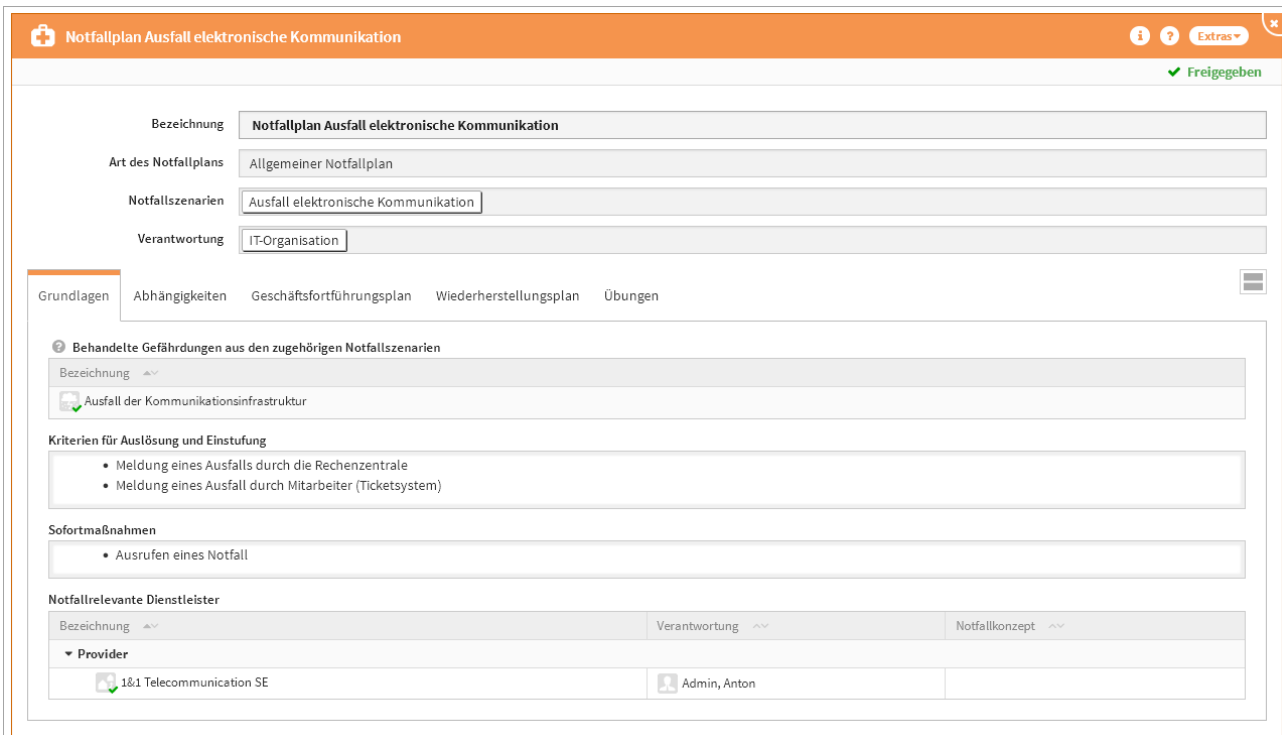 Notfallplan Ausfall elektronische Kommunikation
i ? Extras
Freigegeben
Bezeichnung Notfallplan Ausfall elektronische Kommunikation
Art des Notfallplans Allgemeiner Notfallplan
Notfallszenarien Ausfall elektronische Kommunikation
Verantwortung IT-Organisation
Grundlagen Abhängigkeiten Geschäftsfortführungsplan Wiederherstellungsplan Übungen
? Behandelte Gefährdungen aus den zugehörigen Notfallszenarien
Bezeichnung
Ausfall der Kommunikationsinfrastruktur
Kriterien für Auslösung und Einstufung
• Meldung eines Ausfalls durch die Rechenzentrale
• Meldung eines Ausfall durch Mitarbeiter (Ticketsystem)
Sofortmaßnahmen
• Ausrufen eines Notfall
Notfallrelevante Dienstleister
Bezeichnung Verantwortung Notfallkonzept
Provider
1&1 Telecommunication SE Admin, Anton